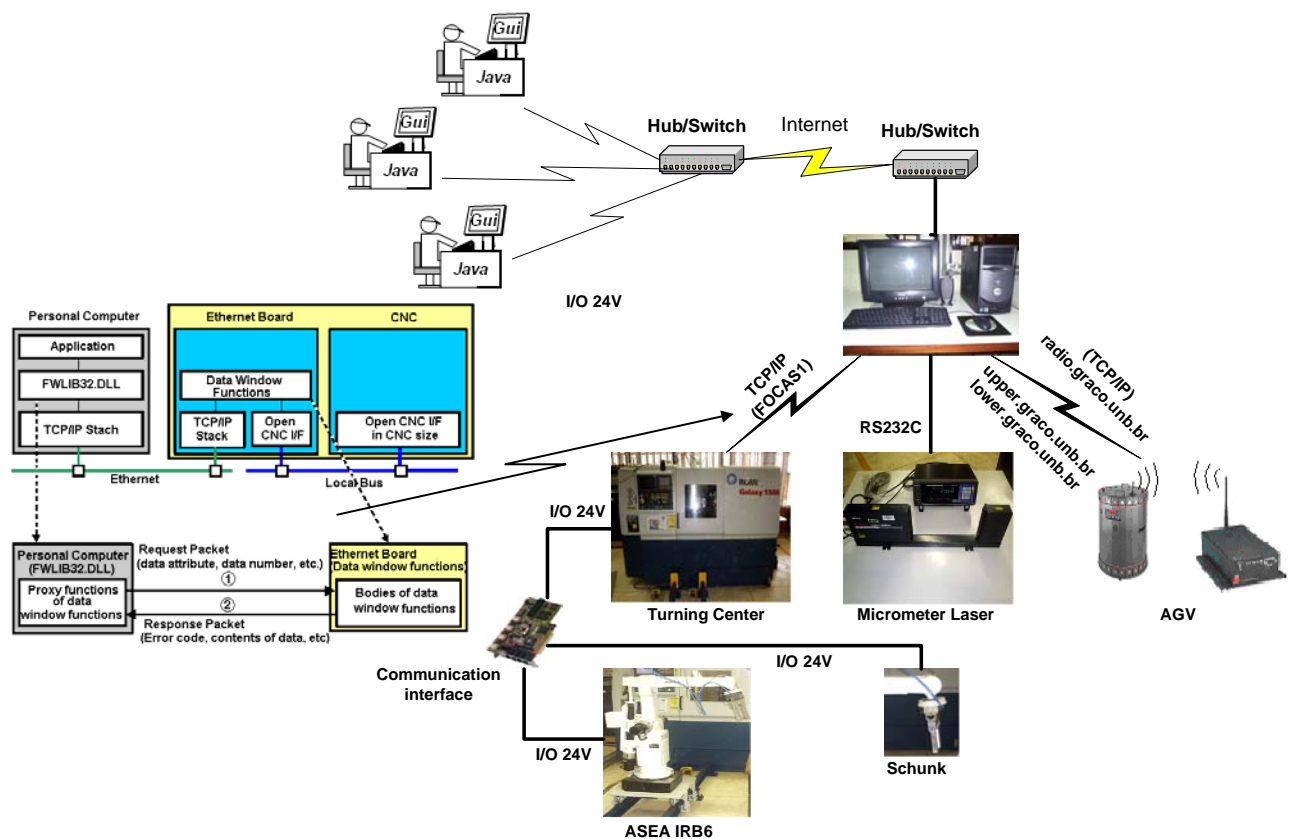 Gui
Java
Gui
Java
Gui
Java
Hub/Switch
Internet
Hub/Switch
I/O 24V
Personal Computer
Application
FWLIB32.DLL
TCP/IP Stach
Ethernet Board
CNC
Data Window
Functions
TCP/IP
Stack
Open
CNC I/F
Open CNC I/F
in CNC size
Ethernet
Local Bus
Personal Computer
(FWLIB32.DLL)
Proxy functions
of data
window functions
Request Packet
(data attribute, data number, etc.)
①
②
Response Packet
(Error code, contents of data, etc)
Ethernet Board
(Data window functions)
Bodies of data
window functions
TCP/IP
(FOCAS1)
RS232C
(TCP/IP)
radio.graco.unb.br
upper.graco.unb.br
lower.graco.unb.br
I/O 24V
Galaxy 15M
Turning Center
Micrometer Laser
AGV
Communication
interface
I/O 24V
I/O 24V
Schunk
ASEA IRB6